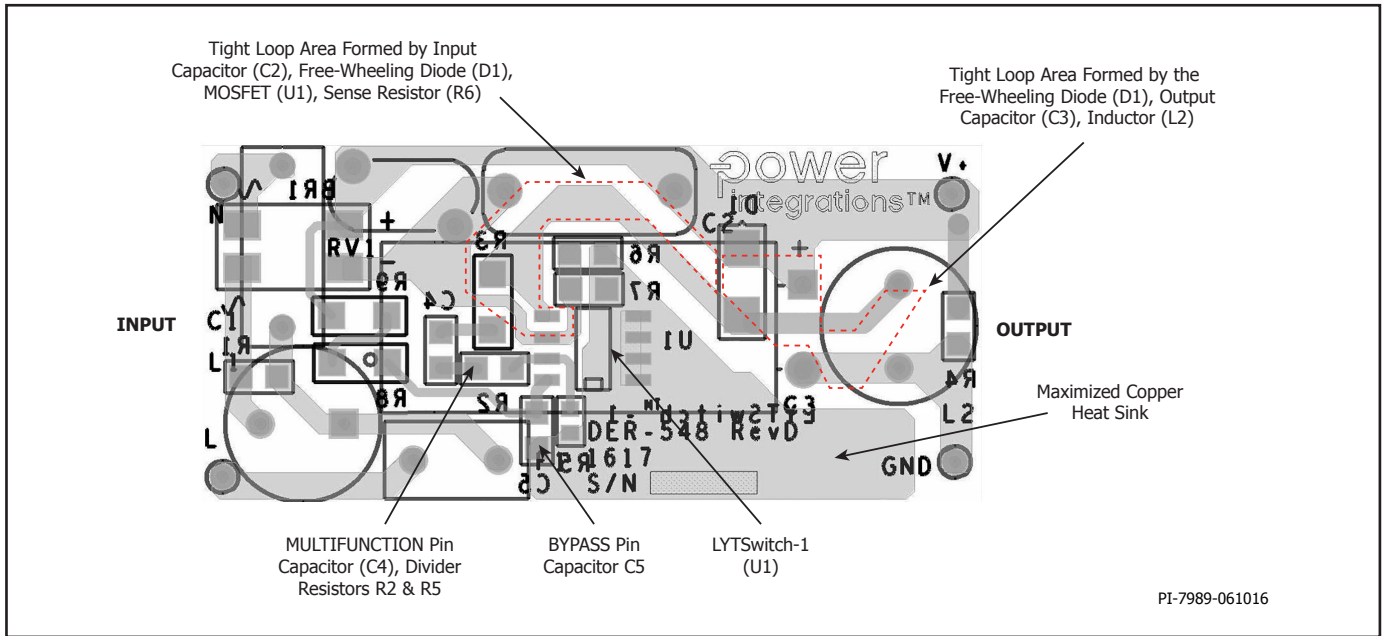 Tight Loop Area Formed by Input
Capacitor (C2), Free-Wheeling Diode (D1),
MOSFET (U1), Sense Resistor (R6)
Tight Loop Area Formed by the
Free-Wheeling Diode (D1), Output
Capacitor (C3), Inductor (L2)
power
integrations™
V+
N
BR1
+
-
RV1
R3
R6
R7
D1
C2
+
-
R9
C4
C1
R1
L1
INPUT
OUTPUT
U1
R4
L2
R8
R2
C3
LYTSwitch™-1
DER-548 RevD
1617
S/N
R5
C5
L
GND
Maximized Copper
Heat Sink
MULTIFUNCTION Pin
Capacitor (C4), Divider
Resistors R2 & R5
BYPASS Pin
Capacitor C5
LYTSwitch-1
(U1)
PI-7989-061016